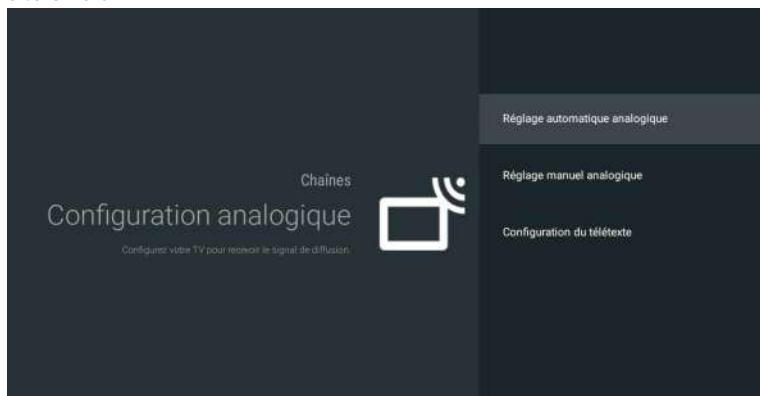 Chaînes
Configuration analogique
Configurez votre TV pour recevoir le signal de diffusion.
Réglage automatique analogique
Réglage manuel analogique
Configuration du télétexte